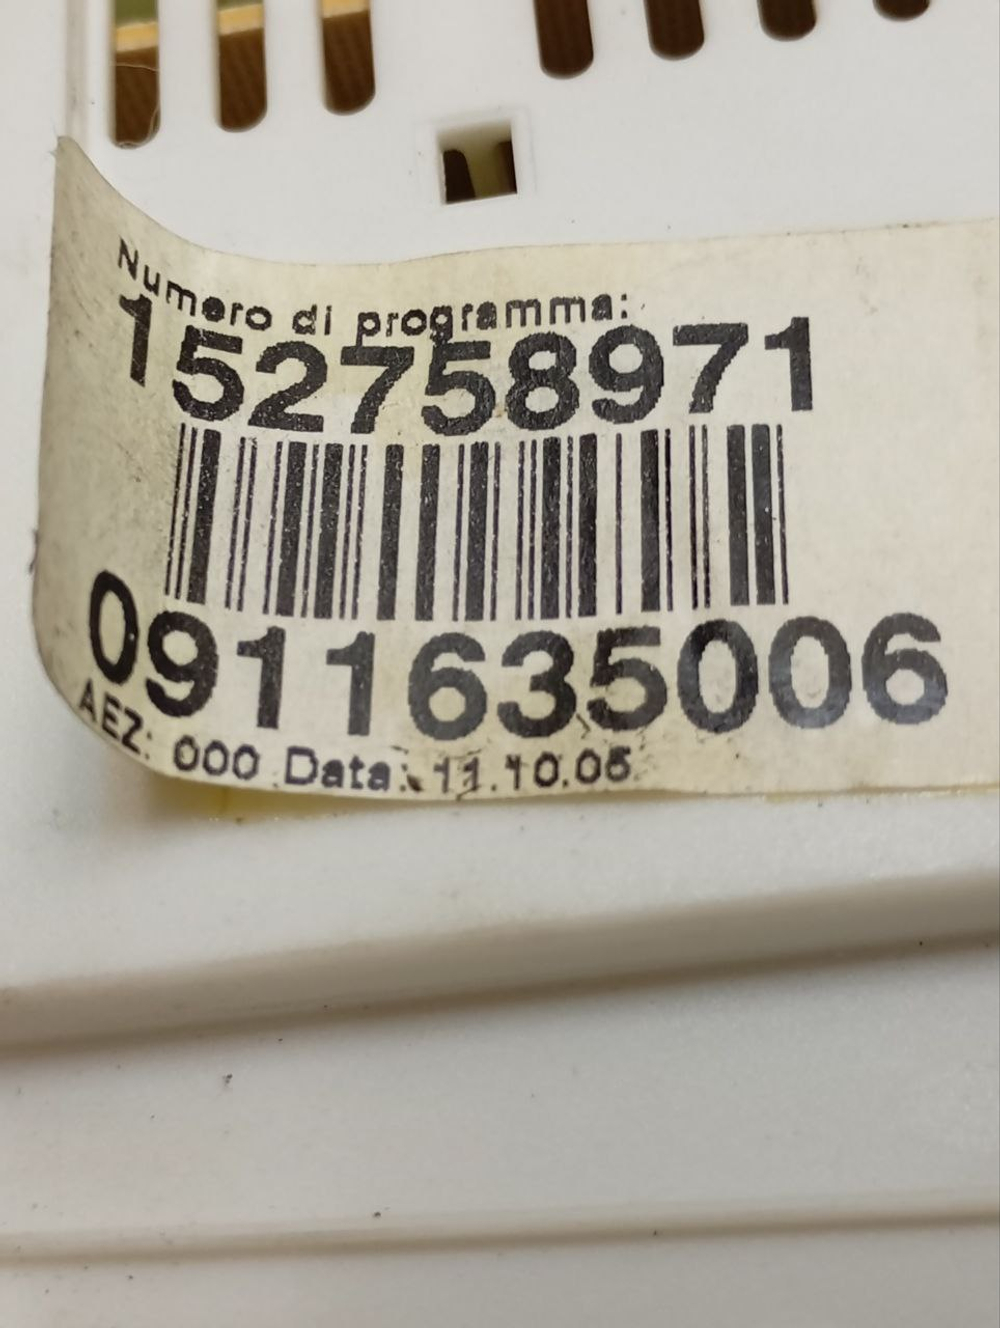 Numero di programma:
152758971
0911635006
AEZ: 000 Data: 11.10.05